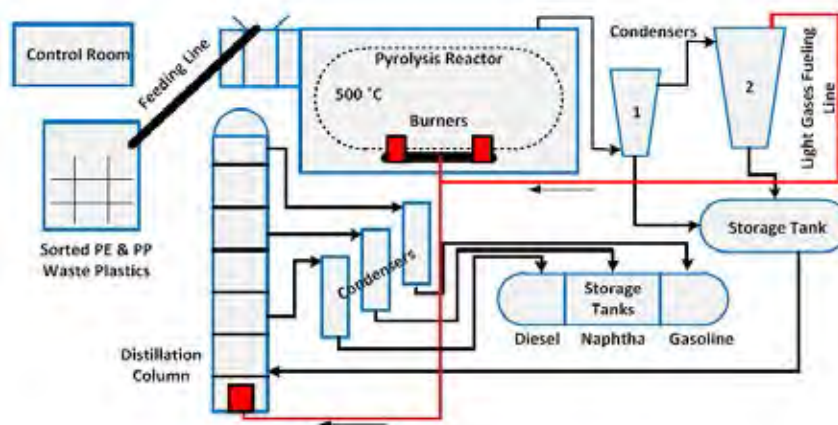 Control Room
Feeding Line
Pyrolysis Reactor
500 °C
Burners
Condensers
1
2
Light Gases Fueling
Line
Sorted PE & PP
Waste Plastics
Condensers
Storage Tank
Storage
Tanks
Diesel
Naphtha
Gasoline
Distillation
Column